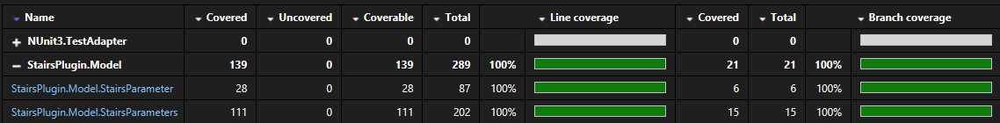 Name Covered Uncovered Coverable Total Line coverage Covered Total Branch coverage
NUnit3.TestAdapter 0 0 0 0 0 0
StairsPlugin.Model 139 0 139 289 100% 21 21 100%
StairsPlugin.Model.StairsParameter 28 0 28 87 100% 6 6 100%
StairsPlugin.Model.StairsParameters 111 0 111 202 100% 15 15 100%